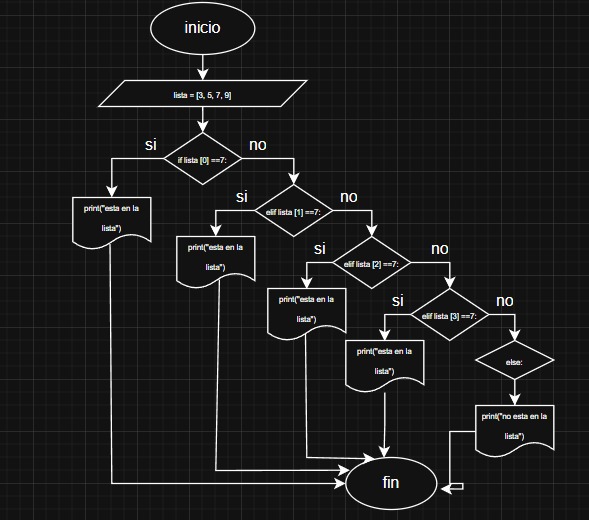 inicio
lista = [3, 5, 7, 9]
si
no
if lista [0] ==7:
print("esta en la
lista")
si
no
elif lista [1] ==7:
print("esta en la
lista")
si
no
elif lista [2] ==7:
print("esta en la
lista")
si
no
elif lista [3] ==7:
print("esta en la
lista")
else:
print("no esta en la
lista")
fin